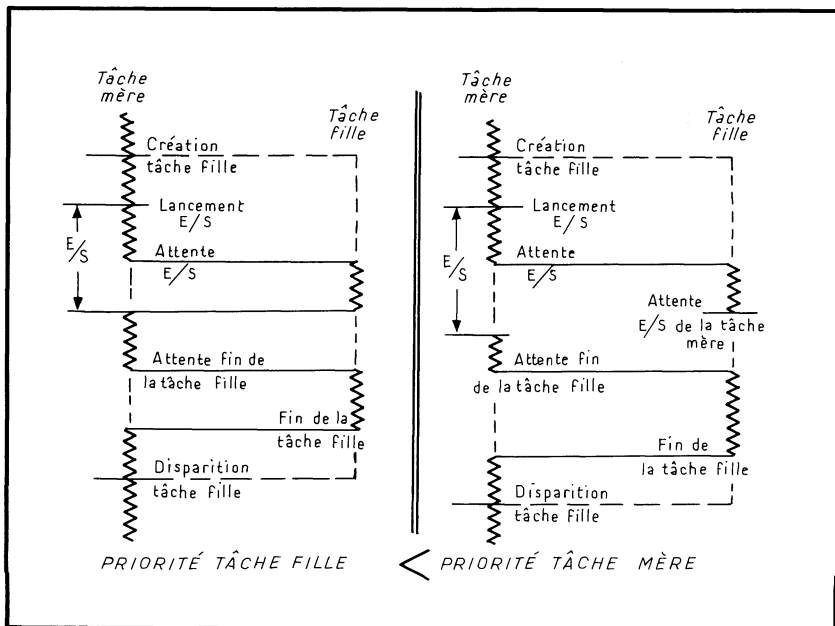 Tâche
mère
Tâche
fille
Création
tâche fille
Lancement
E/S
E/S
Attente
E/S
Attente fin de
la tâche fille
Fin de la
tâche fille
Disparition
tâche fille
Tâche
mère
Tâche
fille
Création
tâche fille
Lancement
E/S
E/S
Attente
E/S
Attente
E/S de la tâche
mère
Attente fin
de la tâche fille
Fin de
la tâche fille
Disparition
tâche fille
PRIORITÉ TÂCHE FILLE < PRIORITÉ TÂCHE MÈRE